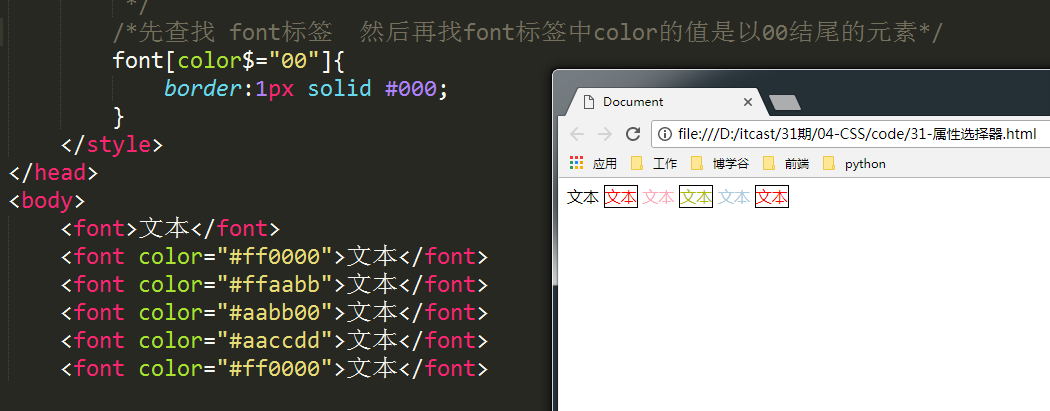 */
/*先查找 font标签  然后再找font标签中color的值是以00结尾的元素*/
font[color$="00"]{
border:1px solid #000;
}
</style>
</head>
<body>
<font>文本</font>
<font color="#ff0000">文本</font>
<font color="#ffaabb">文本</font>
<font color="#aabb00">文本</font>
<font color="#aaccdd">文本</font>
<font color="#ff0000">文本</font>
Document
file:///D:/itcast/31期/04-CSS/code/31-属性选择器.html
应用 工作 博学谷 前端 python
文本 文本 文本 文本 文本 文本